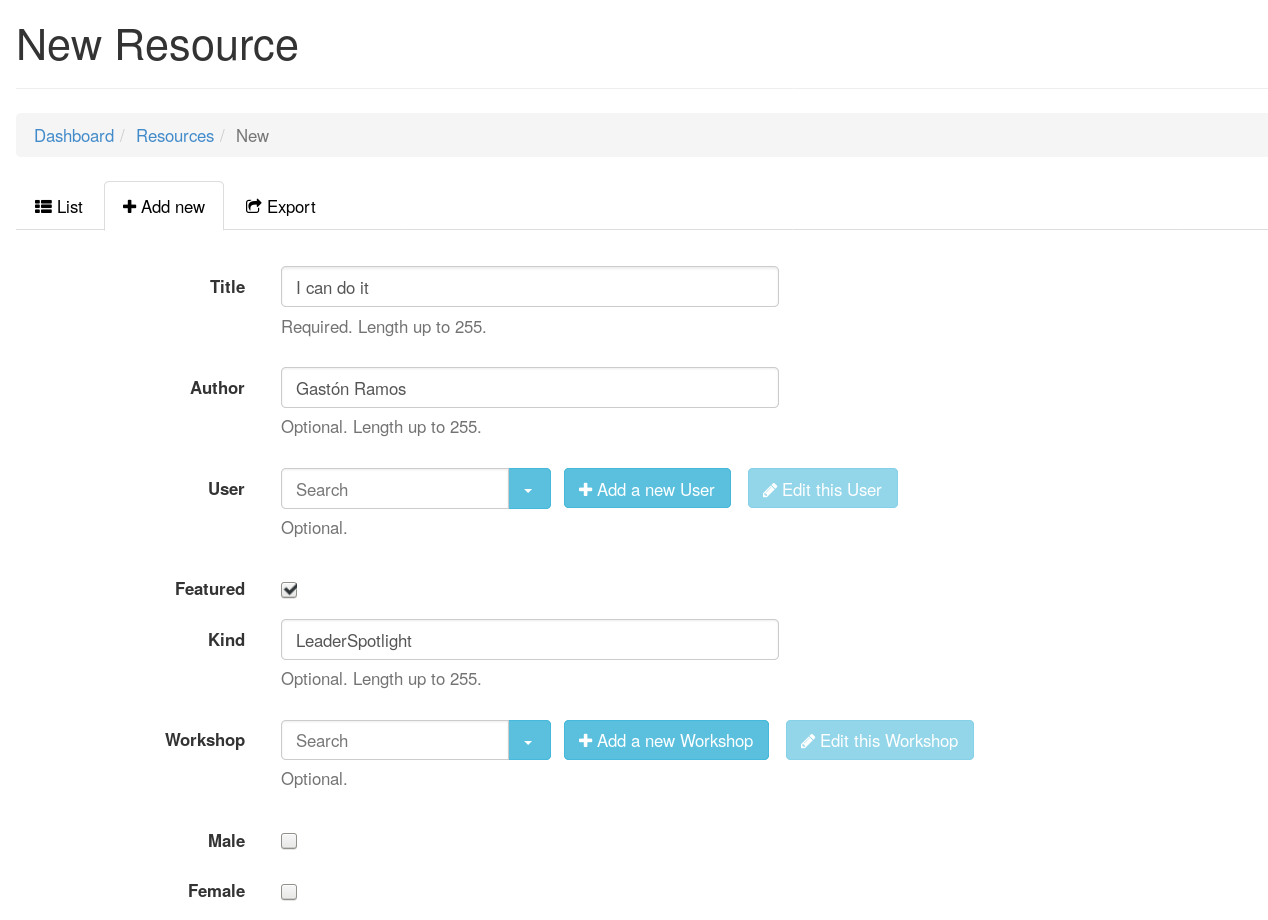 New Resource
Dashboard / Resources / New
List Add new Export
Title I can do it
Required. Length up to 255.
Author Gastón Ramos
Optional. Length up to 255.
User Search Add a new User Edit this User
Optional.
Featured
Kind LeaderSpotlight
Optional. Length up to 255.
Workshop Search Add a new Workshop Edit this Workshop
Optional.
Male
Female